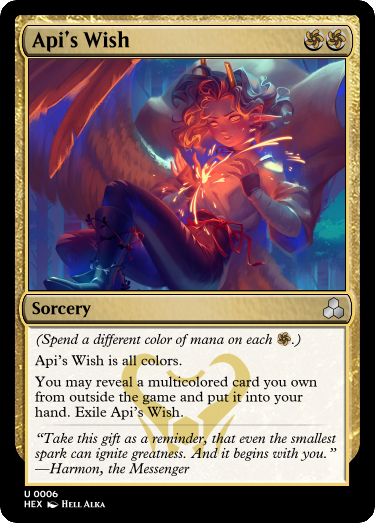 Api's Wish
Sorcery
(Spend a different color of mana on each .)
Api's Wish is all colors.
You may reveal a multicolored card you own
from outside the game and put it into your
hand. Exile Api's Wish.
“Take this gift as a reminder, that even the smallest
spark can ignite greatness. And it begins with you.”
—Harmon, the Messenger
U 0006
HEX Hell Alka